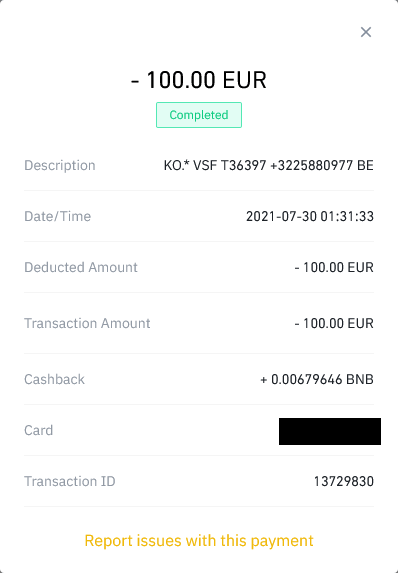 - 100.00 EUR
Completed
Description KO.* VSF T36397 +3225880977 BE
Date/Time 2021-07-30 01:31:33
Deducted Amount - 100.00 EUR
Transaction Amount - 100.00 EUR
Cashback + 0.00679646 BNB
Card
Transaction ID 13729830
Report issues with this payment